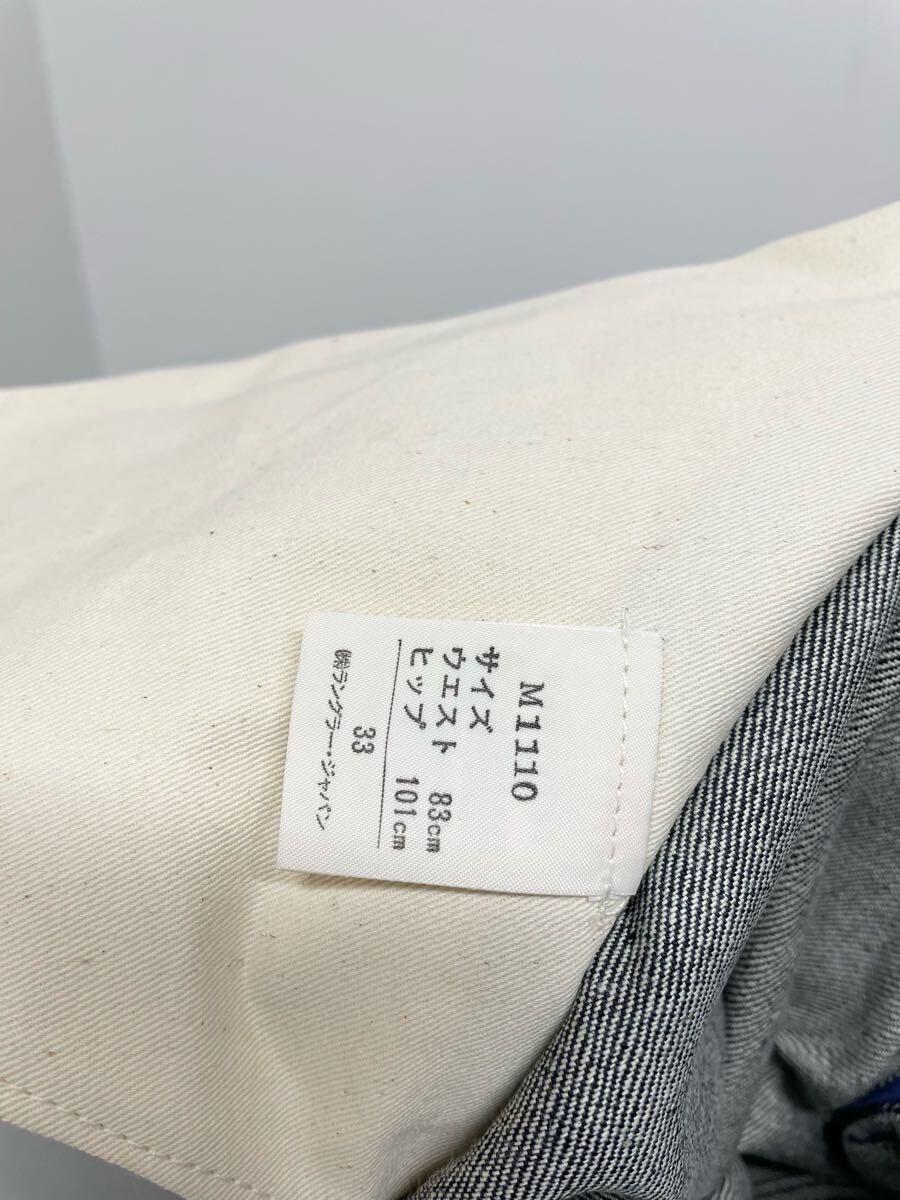 M1110
サイズ
ウエスト 83cm
ヒップ 101cm
33
㈱ラングラー・ジャパン